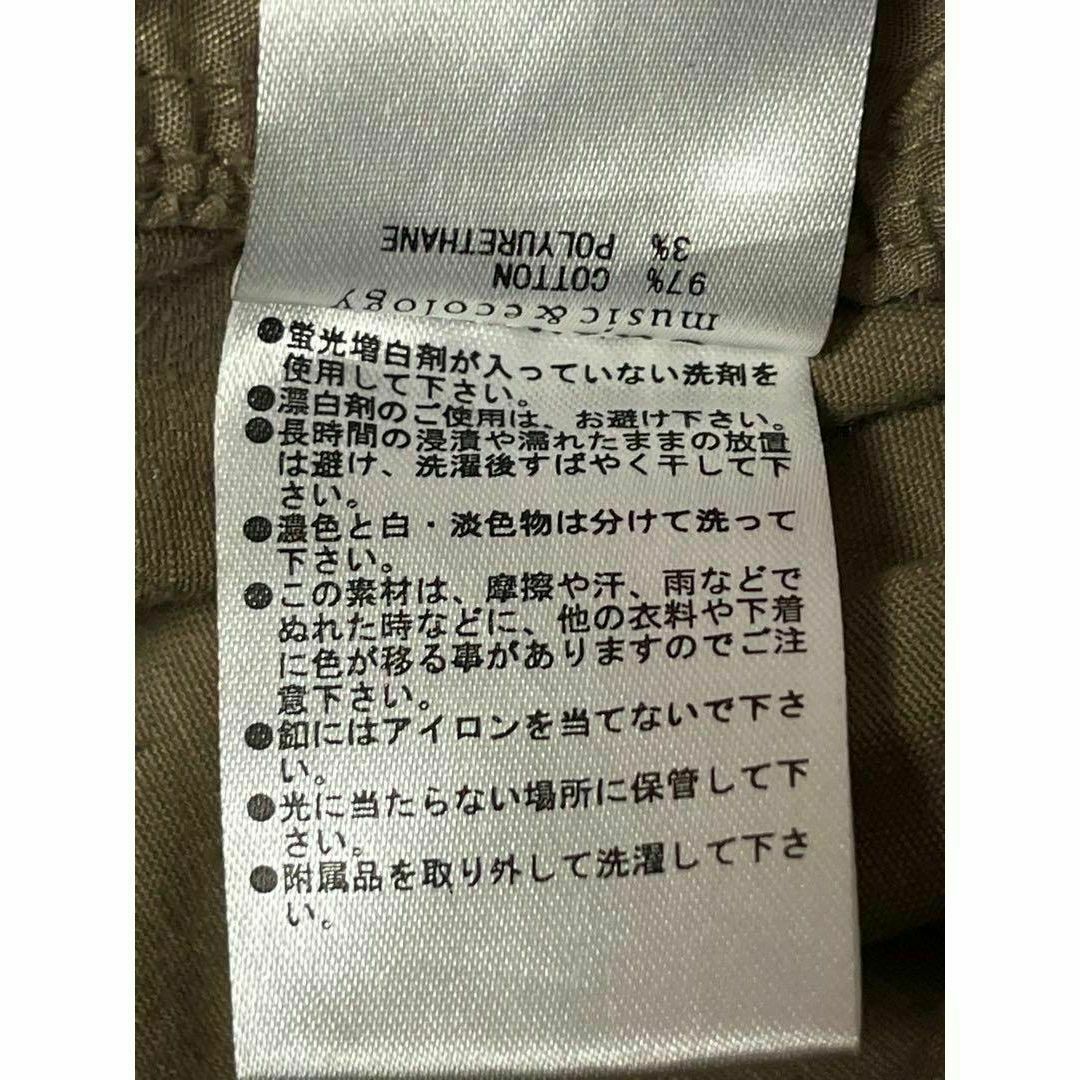 music & ecology
97% COTTON
3% POLYURETHANE
●蛍光増白剤が入っていない洗剤を
使用して下さい。
●漂白剤のご使用は、お避け下さい。
●長時間の浸漬や濡れたままの放置
は避け、洗濯後すばやく干して下
さい。
●濃色と白・淡色物は分けて洗って
下さい。
●この素材は、摩擦や汗、雨などで
ぬれた時などに、他の衣料や下着
に色が移る事がありますのでご注
意下さい。
●釦にはアイロンを当てないで下さ
い。
●光に当たらない場所に保管して下
さい。
●附属品を取り外して洗濯して下さ
い。